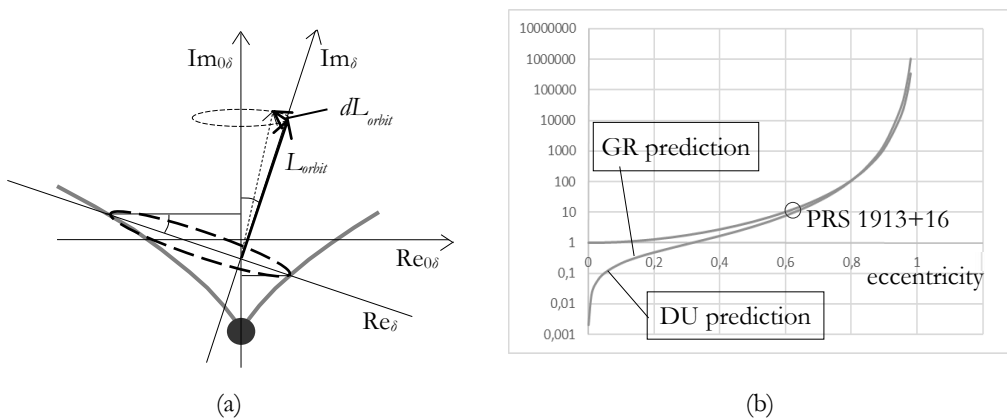 Im0δ
Imδ
dLorbit
Lorbit
Re0δ
Reδ
(a)
10000000
1000000
100000
10000
1000
100
10
1
0,1
0,01
0,001
0
0,2
0,4
0,6
0,8
1
eccentricity
GR prediction
PRS 1913+16
DU prediction
(b)